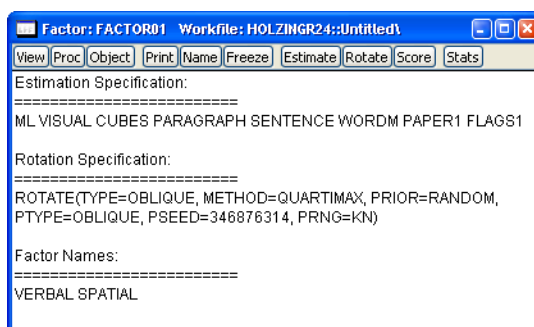 Factor: FACTOR01 Workfile: HOLZINGR24::Untitled\
View Proc Object Print Name Freeze Estimate Rotate Score Stats
Estimation Specification:
=========================
ML VISUAL CUBES PARAGRAPH SENTENCE WORDM PAPER1 FLAGS1
Rotation Specification:
=========================
ROTATE(TYPE=OBLIQUE, METHOD=QUARTIMAX, PRIOR=RANDOM,
PTYPE=OBLIQUE, PSEED=346876314, PRNG=KN)
Factor Names:
=========================
VERBAL SPATIAL